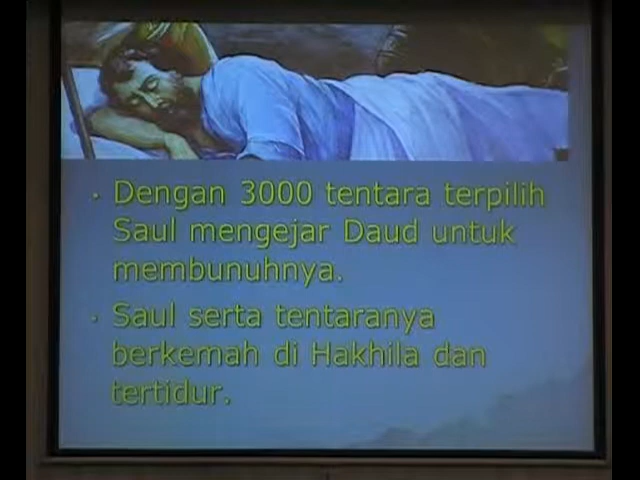 · Dengan 3000 tentara terpilih
Saul mengejar Daud untuk
membunuhnya.
· Saul serta tentaranya
berkemah di Hakhila dan
tertidur.